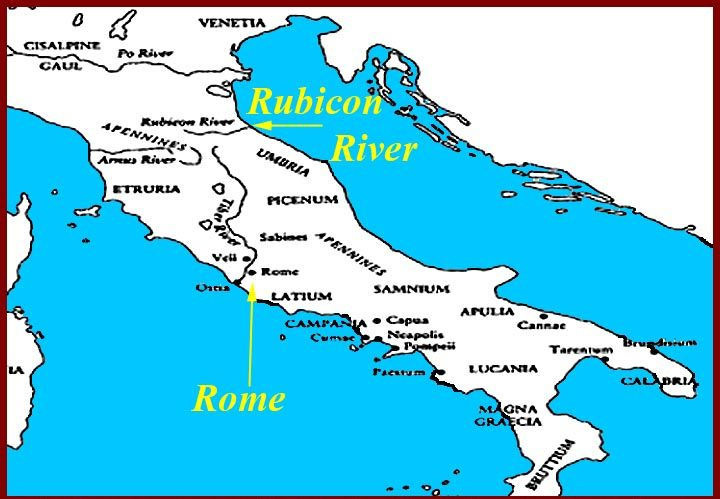 VENETIA
CISALPINE
GAUL
Po River
Rubicon
River
Rubicon River
APENNINES
Arnus River
UMBRIA
ETRURIA
PICENUM
Tiber River
Sabines
APENNINES
Veii
Rome
Ostia
LATIUM
SAMNIUM
CAMPANIA
Capua
APULIA
Cannae
Cumae
Neapolis
Pompeii
Brundisium
Tarentum
Paestum
LUCANIA
CALABRIA
IA
Rome
MAGNA
GRAECIA
BRUTTIUM